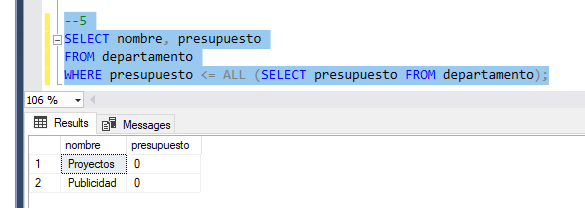 --5
SELECT nombre, presupuesto
FROM departamento
WHERE presupuesto <= ALL (SELECT presupuesto FROM departamento);
106 %
Results Messages
nombre presupuesto
1 Proyectos 0
2 Publicidad 0